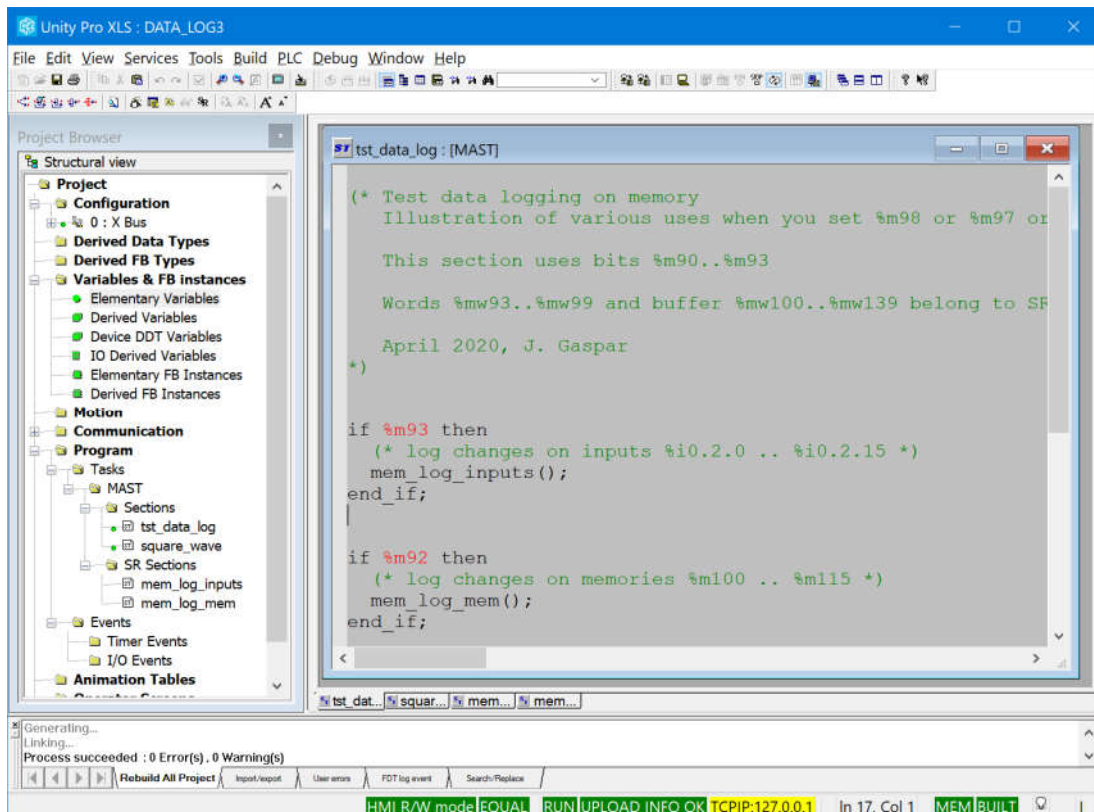 Unity Pro XLS : DATA_LOG3
File Edit View Services Tools Build PLC Debug Window Help
Project Browser
Structural view
Project
Configuration
0 : X Bus
Derived Data Types
Derived FB Types
Variables & FB instances
Elementary Variables
Derived Variables
Device DDT Variables
IO Derived Variables
Elementary FB Instances
Derived FB Instances
Motion
Communication
Program
Tasks
MAST
Sections
tst_data_log
square_wave
SR Sections
mem_log_inputs
mem_log_mem
Events
Timer Events
I/O Events
Animation Tables
ST tst_data_log : [MAST]
(* Test data logging on memory
Illustration of various uses when you set %m98 or %m97 or
This section uses bits %m90..%m93
Words %mw93..%mw99 and buffer %mw100..%mw139 belong to SR
April 2020, J. Gaspar
*)
if %m93 then
(* log changes on inputs %i0.2.0 .. %i0.2.15 *)
mem_log_inputs();
end_if;
if %m92 then
(* log changes on memories %m100 .. %m115 *)
mem_log_mem();
end_if;
tst_dat... squar... mem... mem...
Generating...
Linking...
Process succeeded : 0 Error(s) , 0 Warning(s)
Rebuild All Project Import/export User errors FDT log event Search/Replace
HMI R/W mode EQUAL RUN UPLOAD INFO OK TCPIP:127.0.0.1 ln 17, Col 1 MEM BUILT